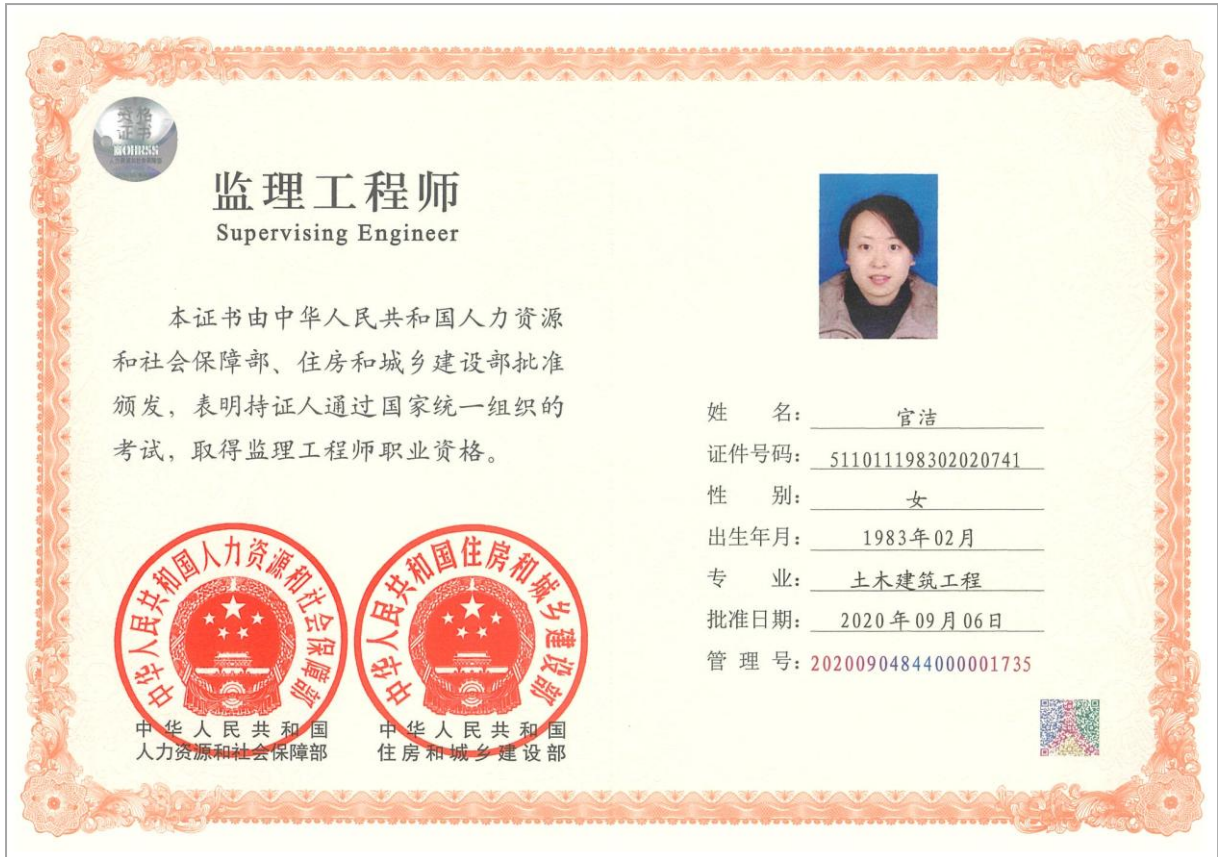 资格
证书
MOHRSS
监理工程师
Supervising Engineer
本证书由中华人民共和国人力资源
和社会保障部、住房和城乡建设部批准
颁发，表明持证人通过国家统一组织的
考试，取得监理工程师职业资格。
中华人民共和国人力资源和社会保障部
中华人民共和国住房和城乡建设部
中华人民共和国
人力资源和社会保障部
中华人民共和国
住房和城乡建设部
姓 名： 官洁
证件号码： 511011198302020741
性 别： 女
出生年月： 1983年02月
专 业： 土木建筑工程
批准日期： 2020年09月06日
管 理 号：20200904844000001735